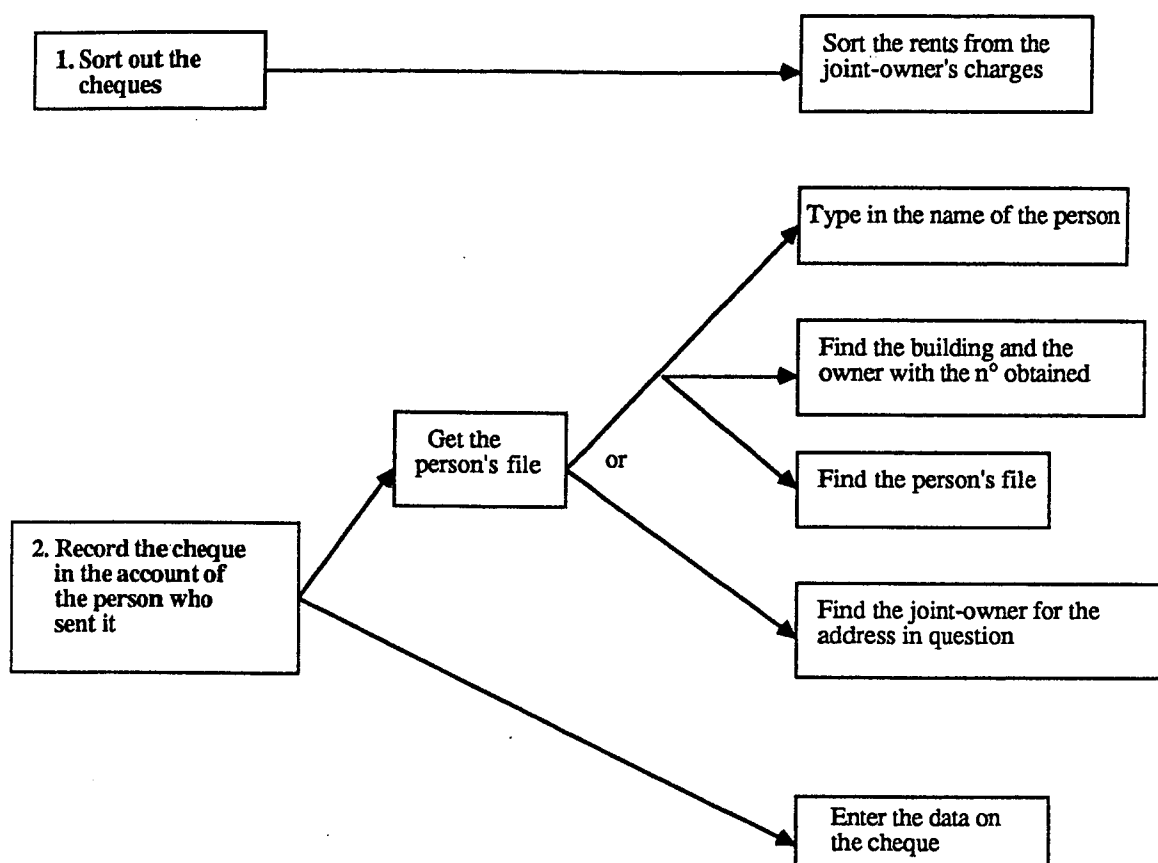 1. Sort out the
cheques
Sort the rents from the
joint-owner's charges
Type in the name of the person
Find the building and the
owner with the n° obtained
Get the
person's file
or
Find the person's file
2. Record the cheque
in the account of
the person who
sent it
Find the joint-owner for the
address in question
Enter the data on
the cheque